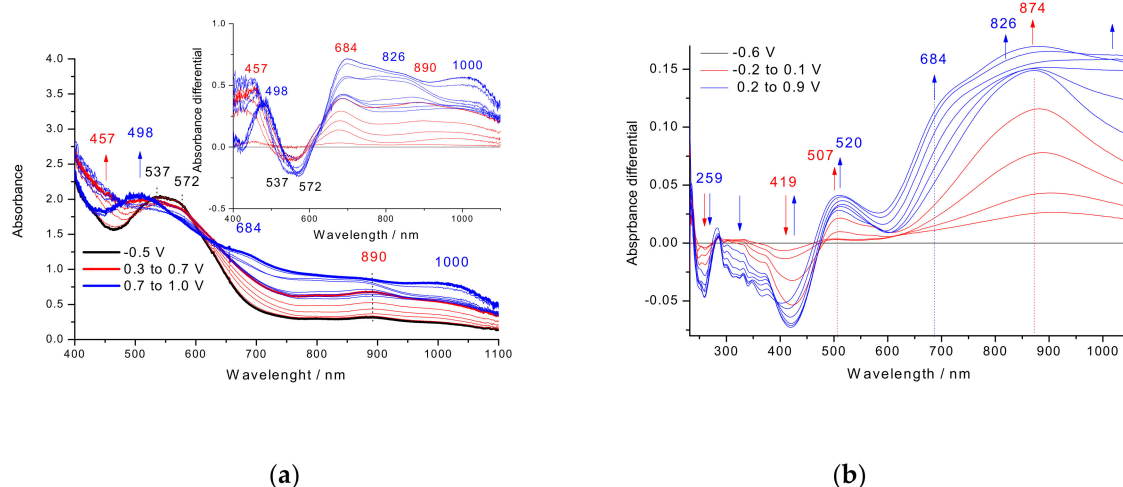 4.0
3.5
3.0
2.5
2.0
1.5
1.0
0.5
0.0
Absorbance
457
498
537
572
684
890
1000
-0.5 V
0.3 to 0.7 V
0.7 to 1.0 V
400 500 600 700 800 900 1000 1100
Wavelenght / nm
1.0
0.5
0.0
-0.5
Absorbance differential
457
498
537
572
684
826
890
1000
400 600 800 1000
Wavelength / nm
(a)
0.15
0.10
0.05
0.00
-0.05
Absprbance differential
-0.6 V
-0.2 to 0.1 V
0.2 to 0.9 V
259
419
507
520
684
826
874
300 400 500 600 700 800 900 1000
Wavelength / nm
(b)